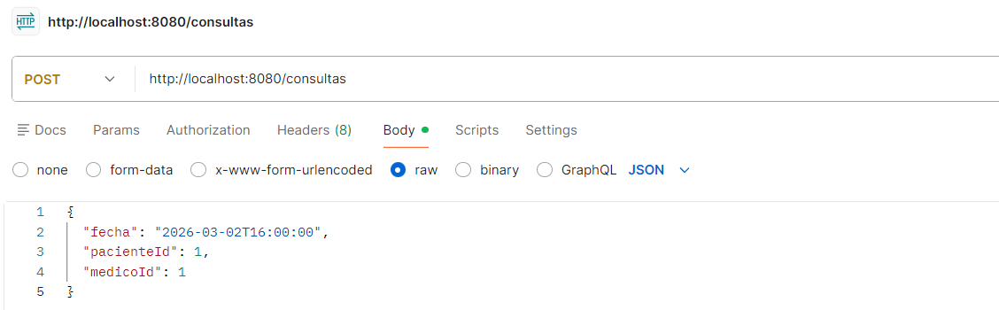 HTTP http://localhost:8080/consultas
POST http://localhost:8080/consultas
Docs Params Authorization Headers (8) Body Scripts Settings
none form-data x-www-form-urlencoded raw binary GraphQL JSON
1 {
2 "fecha": "2026-03-02T16:00:00",
3 "pacienteId": 1,
4 "medicoId": 1
5 }